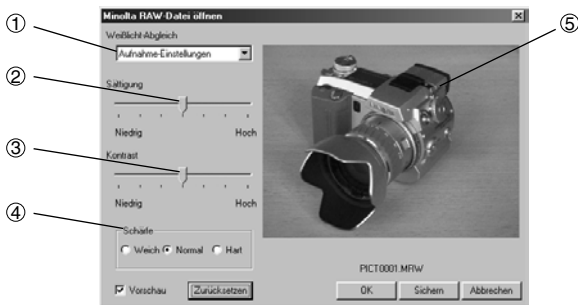 Minolta RAW-Datei öffnen
①
Weißlicht-Abgleich
Aufnahme-Einstellungen
②
Sättigung
Niedrig Hoch
③
Kontrast
Niedrig Hoch
④
Schärfe
Weich Normal Hart
Vorschau Zurücksetzen
⑤
PICT0001.MRW
OK Sichern Abbrechen